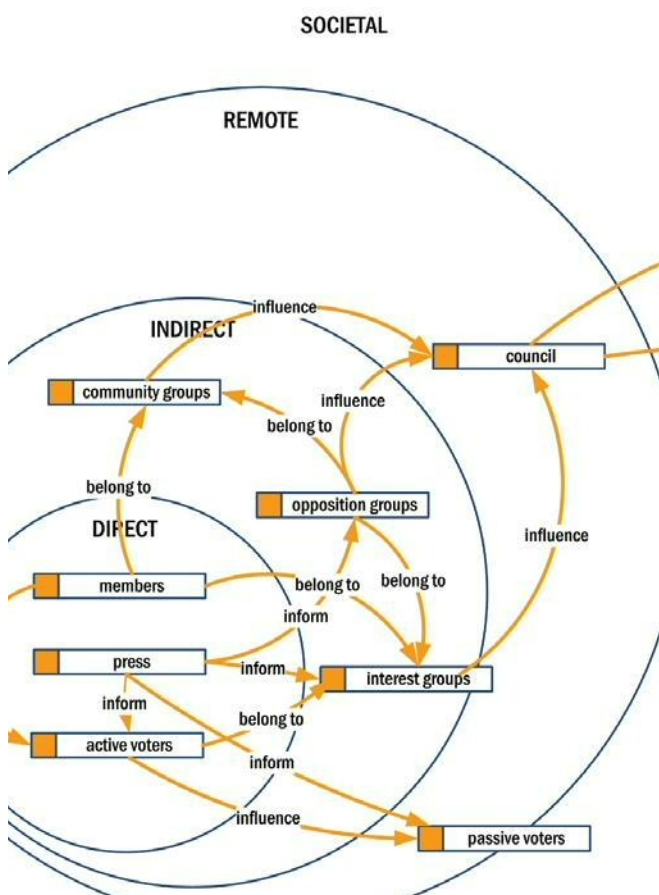 SOCIETAL
REMOTE
influence
INDIRECT
council
community groups
influence
belong to
belong to
opposition groups
DIRECT
influence
members
belong to
belong to
inform
press
inform
interest groups
inform
belong to
active voters
inform
influence
passive voters